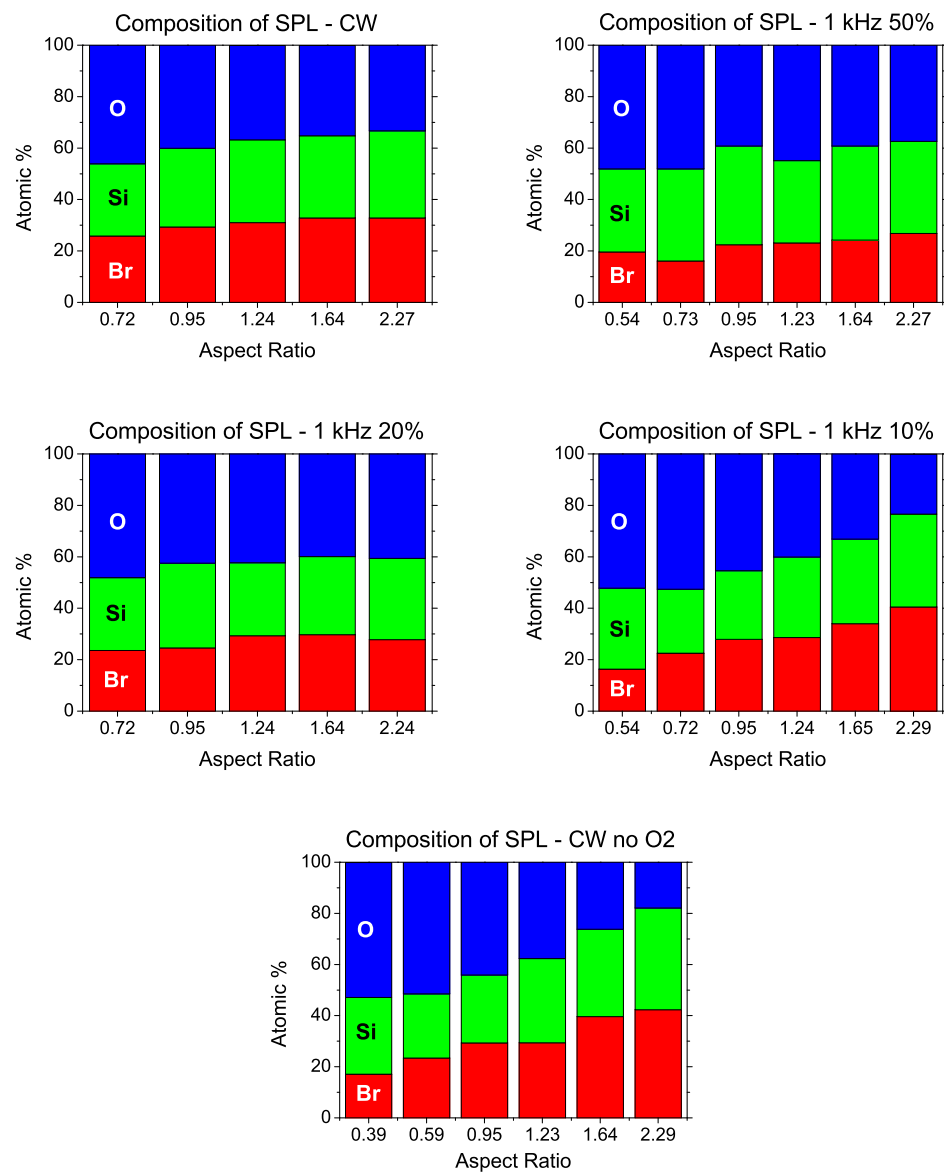 Composition of SPL - CW
100
80
60
40
20
0
Atomic %
O
Si
Br
0.72 0.95 1.24 1.64 2.27
Aspect Ratio
Composition of SPL - 1 kHz 50%
100
80
60
40
20
0
Atomic %
O
Si
Br
0.54 0.73 0.95 1.23 1.64 2.27
Aspect Ratio
Composition of SPL - 1 kHz 20%
100
80
60
40
20
0
Atomic %
O
Si
Br
0.72 0.95 1.24 1.64 2.24
Aspect Ratio
Composition of SPL - 1 kHz 10%
100
80
60
40
20
0
Atomic %
O
Si
Br
0.54 0.72 0.95 1.24 1.65 2.29
Aspect Ratio
Composition of SPL - CW no O2
100
80
60
40
20
0
Atomic %
O
Si
Br
0.39 0.59 0.95 1.23 1.64 2.29
Aspect Ratio